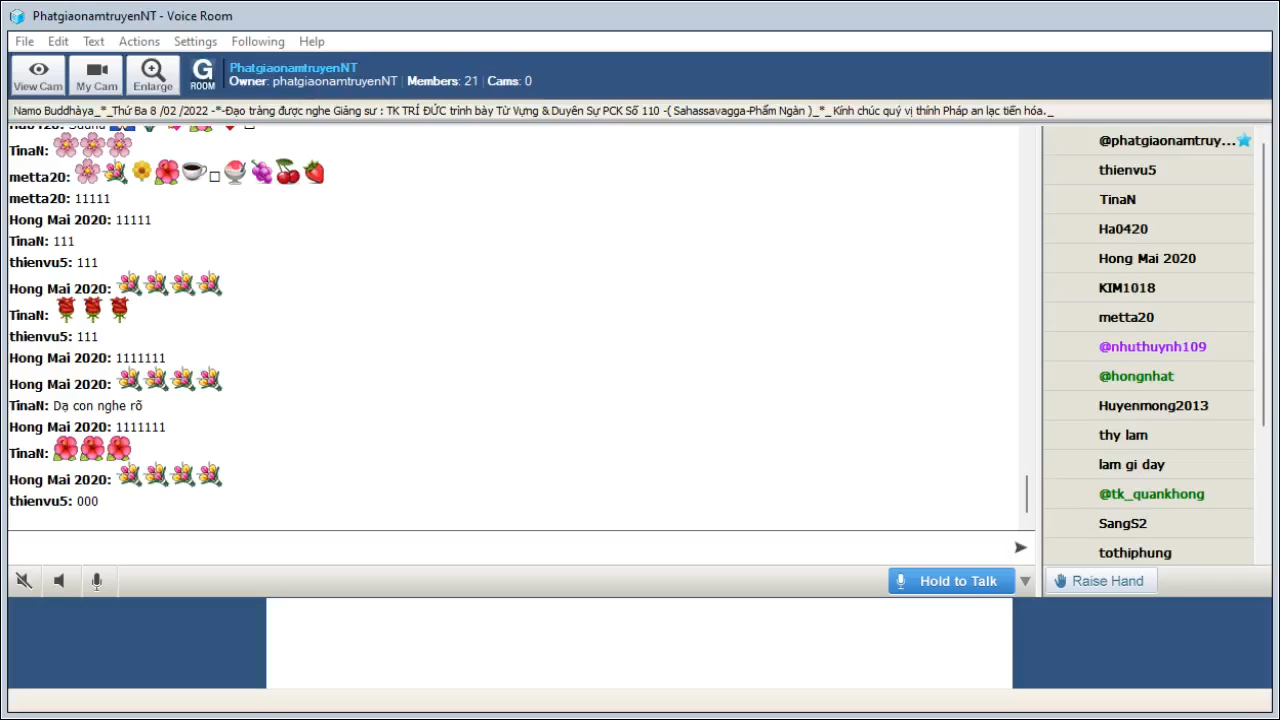 PhatgiaonamtruyenNT - Voice Room
File Edit Text Actions Settings Following Help
View Cam
My Cam
Enlarge
G
ROOM
PhatgiaonamtruyenNT
Owner: phatgiaonamtruyenNT | Members: 21 | Cams: 0
Namo Buddhàya_*_Thứ Ba 8 /02 /2022 -*-Đạo tràng được nghe Giảng sư : TK TRÍ ĐỨC trình bày Từ Vựng & Duyên Sự PCK Số 110 -( Sahassavagga-Phẩm Ngàn )_*_ Kính chúc quý vị thính Pháp an lạc tiến hóa._
TinaN:
metta20:
metta20: 11111
Hong Mai 2020: 11111
TinaN: 111
thienvu5: 111
Hong Mai 2020:
TinaN:
thienvu5: 111
Hong Mai 2020: 1111111
Hong Mai 2020:
TinaN: Dạ con nghe rõ
Hong Mai 2020: 1111111
TinaN:
Hong Mai 2020:
thienvu5: 000
@phatgiaonamtruy...
thienvu5
TinaN
Ha0420
Hong Mai 2020
KIM1018
metta20
@nhuthuynh109
@hongnhat
Huyenmong2013
thy lam
lam gi day
@tk_quankhong
SangS2
tothiphung
Hold to Talk
Raise Hand